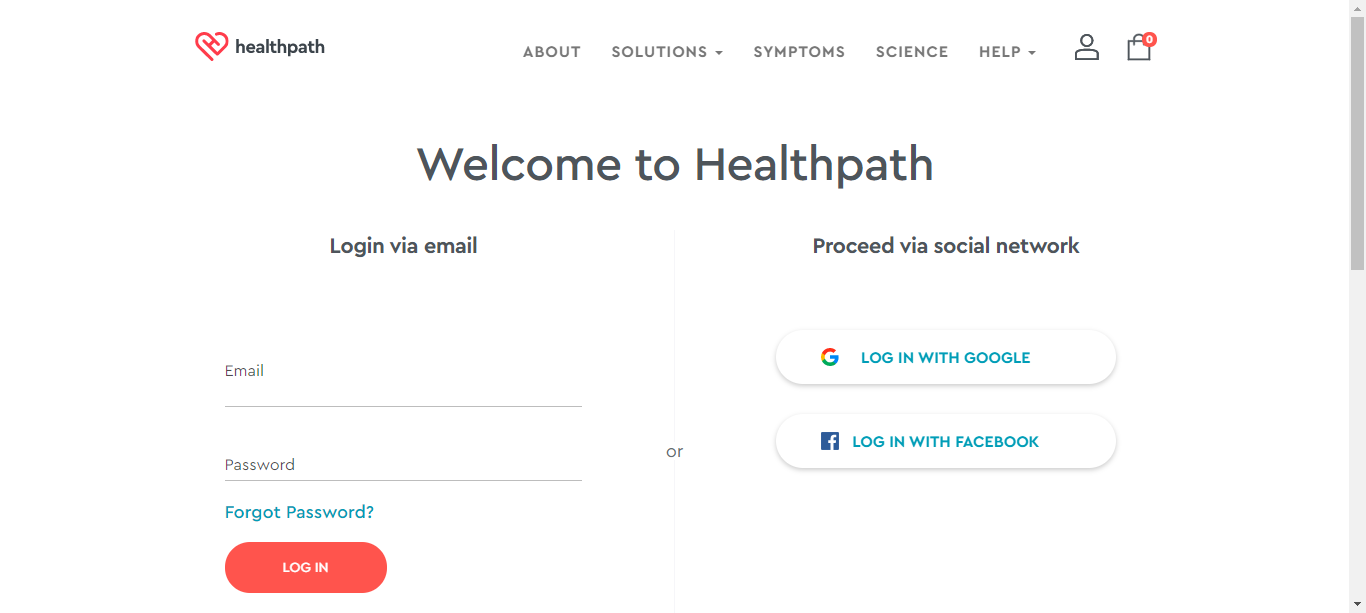 healthpath
ABOUT SOLUTIONS SYMPTOMS SCIENCE HELP 0
Welcome to Healthpath
Login via email
Proceed via social network
Email
Password
Forgot Password?
LOG IN
or
LOG IN WITH GOOGLE
LOG IN WITH FACEBOOK